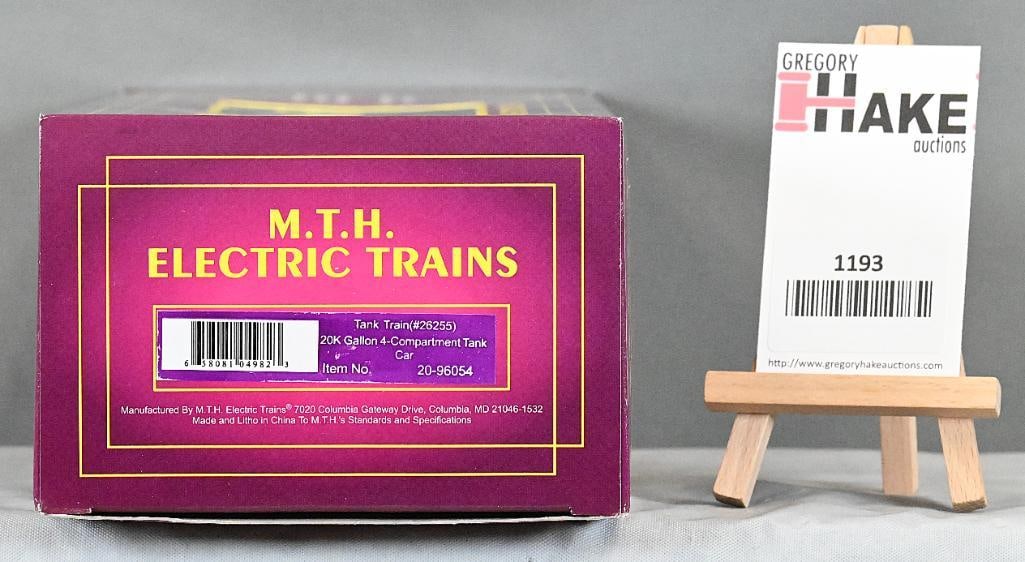 M.T.H.
ELECTRIC TRAINS
Tank Train(#26255)
20K Gallon 4-Compartment Tank
Car
Item No. 20-96054
6 58081 04982 3
Manufactured By M.T.H. Electric Trains® 7020 Columbia Gateway Drive, Columbia, MD 21046-1532
Made and Litho in China To M.T.H.'s Standards and Specifications
GREGORY
HAKE
auctions
1193
http://www.gregoryhakeauctions.com